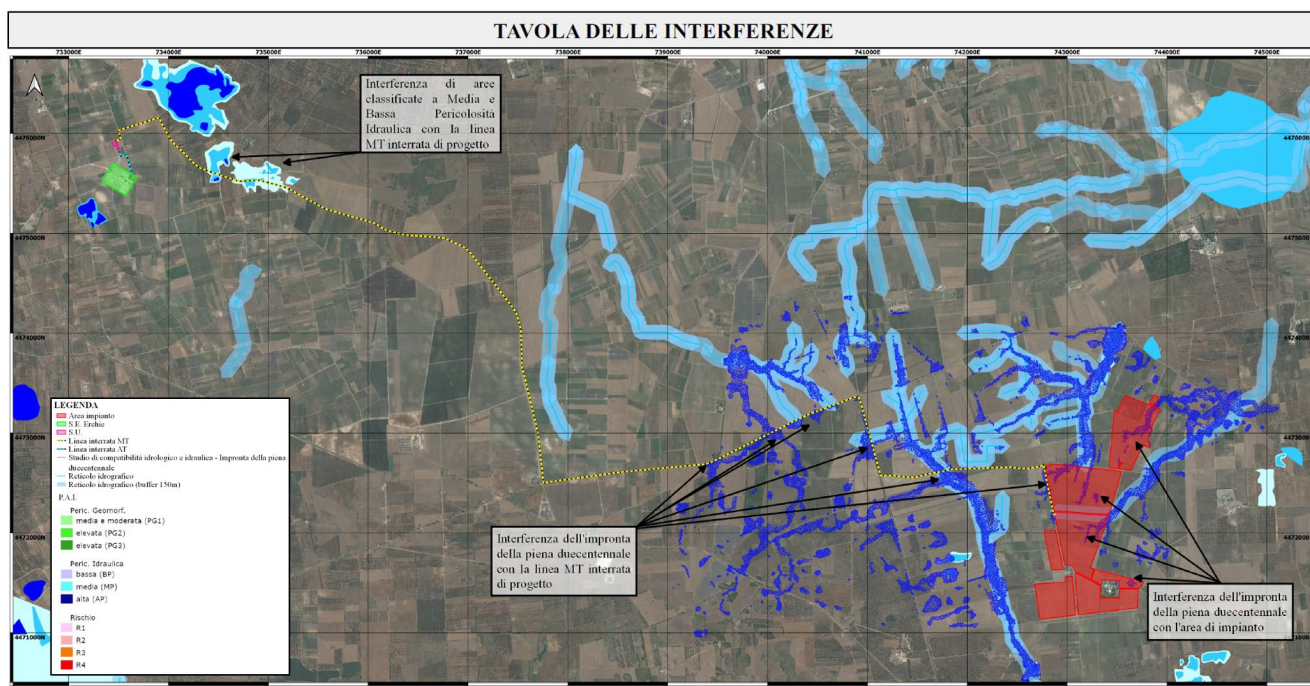 TAVOLA DELLE INTERFERENZE
733000E 734000E 735000E 736000E 737000E 738000E 739000E 740000E 741000E 742000E 743000E 744000E 745000E
Interferenza di aree
classificate a Media e
Bassa Pericolosità
Idraulica con la linea
MT interrata di progetto
4476000N
4475000N
4474000N
4473000N
4472000N
4471000N
LEGENDA
Area impianto
S.E. Erchie
S.U.
Linea interrata MT
Linea interrata AT
Studio di compatibilità idrologico e idraulica - Impronta della piena
duecentennale
Reticolo idrografico
Reticolo idrografico (buffer 150m)
P.A.I.
Peric. Geomorf.
media e moderata (PG1)
elevata (PG2)
elevata (PG3)
Peric. Idraulica
bassa (BP)
media (MP)
alta (AP)
Rischio
R1
R2
R3
R4
Interferenza dell'impronta
della piena duecentennale
con la linea MT interrata
di progetto
Interferenza dell'impronta
della piena duecentennale
con l'area di impianto